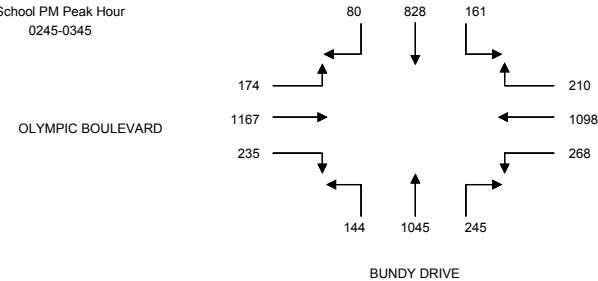 School PM Peak Hour 80 828 161
0245-0345
174 210
1167 1098
OLYMPIC BOULEVARD
235 268
144 1045 245
BUNDY DRIVE